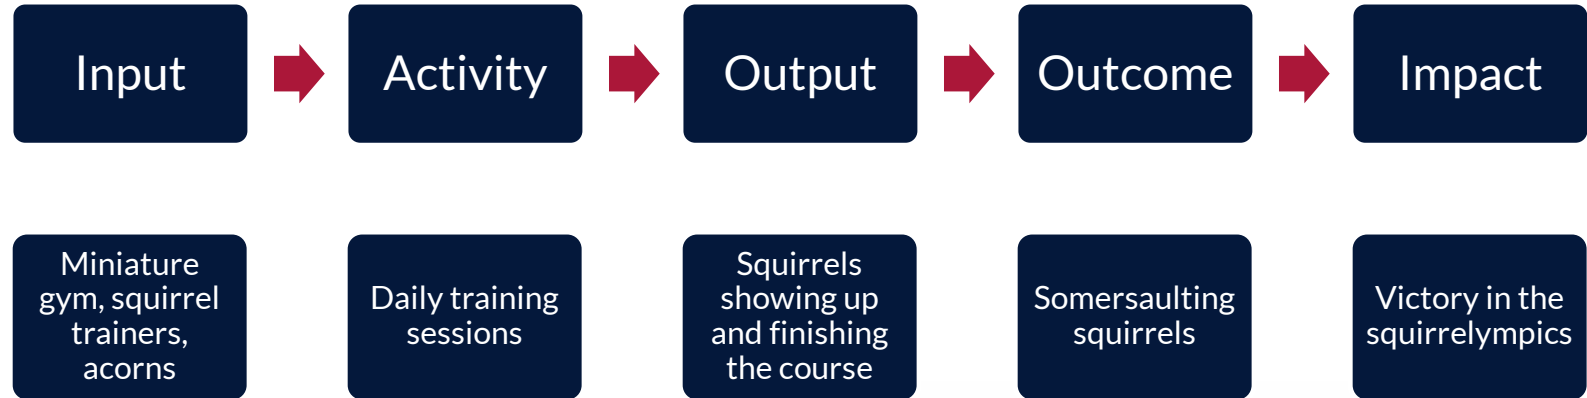 Input
Activity
Output
Outcome
Impact
Miniature
gym, squirrel
trainers,
acorns
Daily training
sessions
Squirrels
showing up
and finishing
the course
Somersaulting
squirrels
Victory in the
squirrelympics